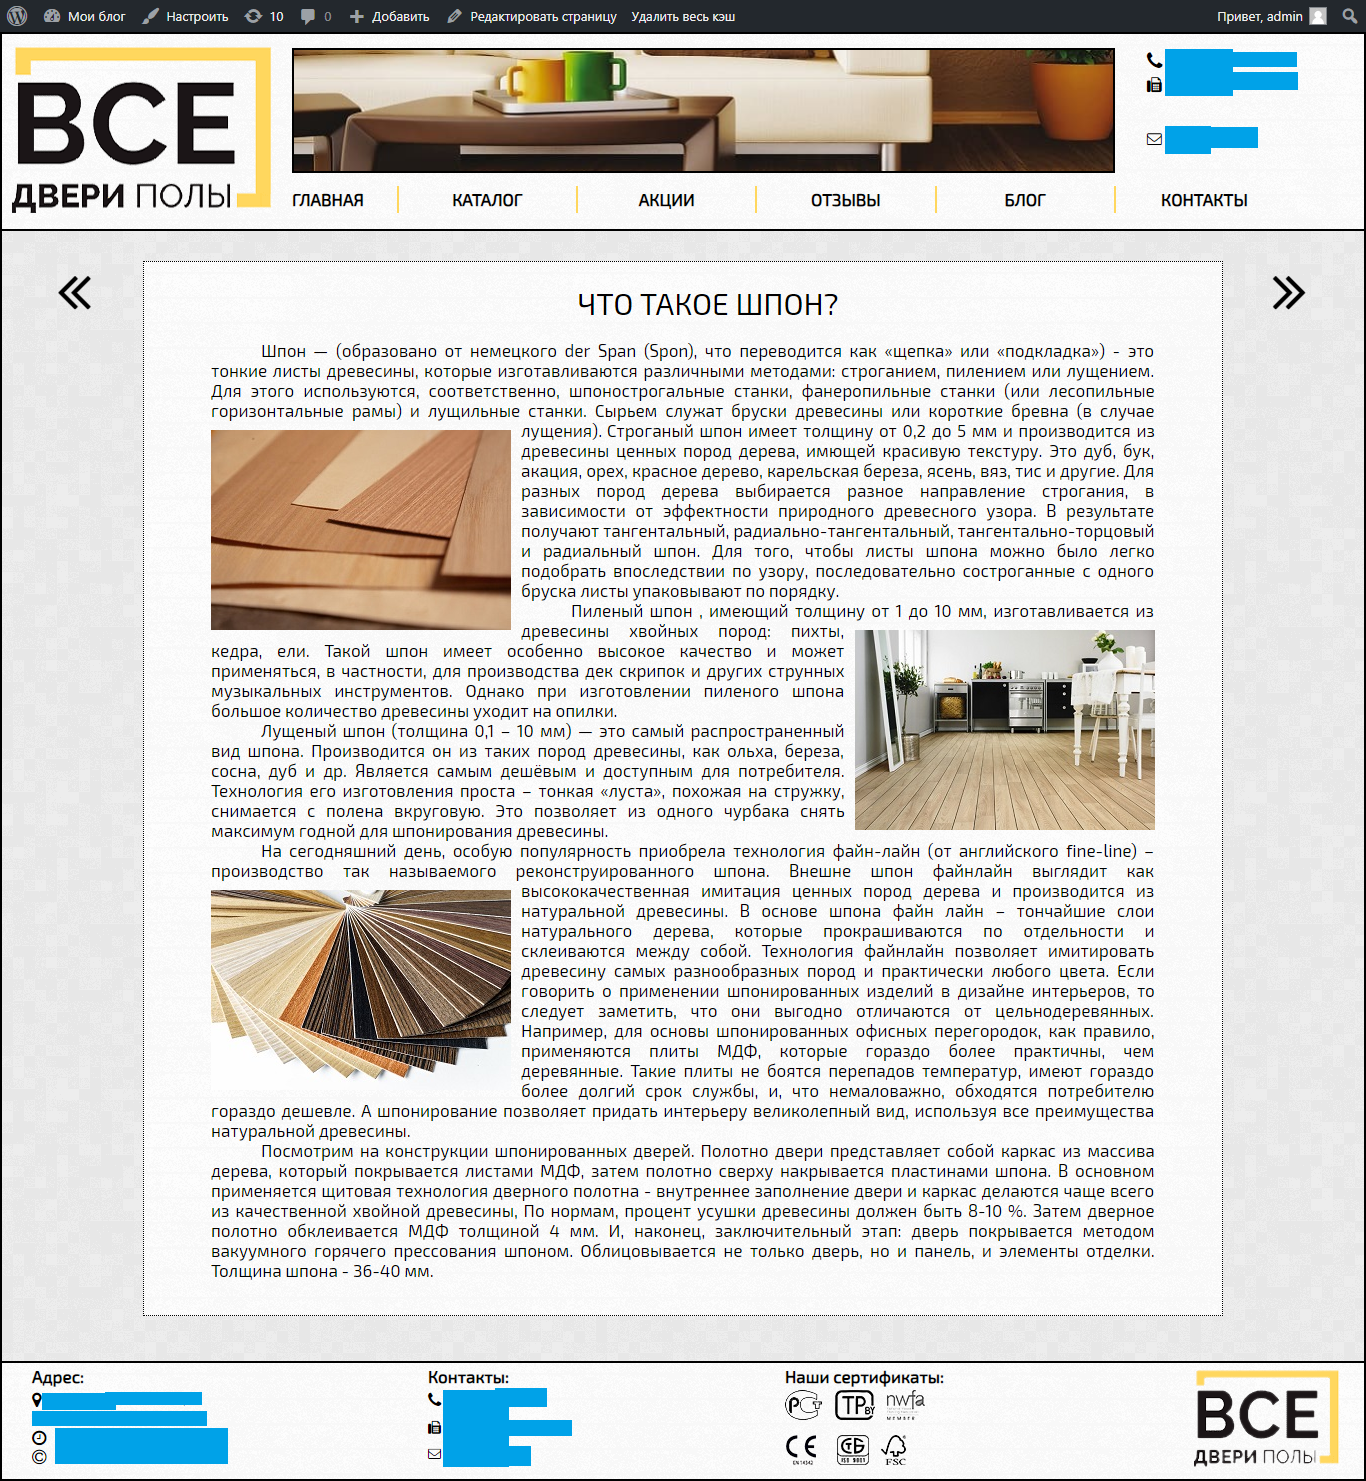 Мои блог Настроить 10 0 Добавить Редактировать страницу Удалить весь кэш Привет, admin
ВСЕ
ДВЕРИ ПОЛЫ
ГЛАВНАЯ КАТАЛОГ АКЦИИ ОТЗЫВЫ БЛОГ КОНТАКТЫ
ЧТО ТАКОЕ ШПОН?
Шпон — (образовано от немецкого der Span (Spon), что переводится как «щепка» или «подкладка») - это
тонкие листы древесины, которые изготавливаются различными методами: строганием, пилением или лущением.
Для этого используются, соответственно, шпонострогальные станки, фанеропильные станки (или лесопильные
горизонтальные рамы) и лущильные станки. Сырьем служат бруски древесины или короткие бревна (в случае
лущения). Строганый шпон имеет толщину от 0,2 до 5 мм и производится из
древесины ценных пород дерева, имющей красивую текстуру. Это дуб, бук,
акация, орех, красное дерево, карельская береза, ясень, вяз, тис и другие. Для
разных пород дерева выбирается разное направление строгания, в
зависимости от эффектности природного древесного узора. В результате
получают тангентальный, радиально-тангентальный, тангентально-торцовый
и радиальный шпон. Для того, чтобы листы шпона можно было легко
подобрать впоследствии по узору, последовательно состроганные с одного
бруска листы упаковывают по порядку.
Пиленый шпон , имеющий толщину от 1 до 10 мм, изготавливается из
древесины хвойных пород: пихты,
кедра, ели. Такой шпон имеет особенно высокое качество и может
применяться, в частности, для производства дек скрипок и других струнных
музыкальных инструментов. Однако при изготовлении пиленого шпона
большое количество древесины уходит на опилки.
Лущеный шпон (толщина 0,1 – 10 мм) — это самый распространенный
вид шпона. Производится он из таких пород древесины, как ольха, береза,
сосна, дуб и др. Является самым дешёвым и доступным для потребителя.
Технология его изготовления проста – тонкая «луста», похожая на стружку,
снимается с полена вкруговую. Это позволяет из одного чурбака снять
максимум годной для шпонирования древесины.
На сегодняшний день, особую популярность приобрела технология файн-лайн (от английского fine-line) –
производство так называемого реконструированного шпона. Внешне шпон файнлайн выглядит как
высококачественная имитация ценных пород дерева и производится из
натуральной древесины. В основе шпона файн лайн – тончайшие слои
натурального дерева, которые прокрашиваются по отдельности и
склеиваются между собой. Технология файнлайн позволяет имитировать
древесину самых разнообразных пород и практически любого цвета. Если
говорить о применении шпонированных изделий в дизайне интерьеров, то
следует заметить, что они выгодно отличаются от цельнодеревянных.
Например, для основы шпонированных офисных перегородок, как правило,
применяются плиты МДФ, которые гораздо более практичны, чем
деревянные. Такие плиты не боятся перепадов температур, имеют гораздо
более долгий срок службы, и, что немаловажно, обходятся потребителю
гораздо дешевле. А шпонирование позволяет придать интерьеру великолепный вид, используя все преимущества
натуральной древесины.
Посмотрим на конструкции шпонированных дверей. Полотно двери представляет собой каркас из массива
дерева, который покрывается листами МДФ, затем полотно сверху накрывается пластинами шпона. В основном
применяется щитовая технология дверного полотна - внутреннее заполнение двери и каркас делаются чаще всего
из качественной хвойной древесины, По нормам, процент усушки древесины должен быть 8-10 %. Затем дверное
полотно обклеивается МДФ толщиной 4 мм. И, наконец, заключительный этап: дверь покрывается методом
вакуумного горячего прессования шпоном. Облицовывается не только дверь, но и панель, и элементы отделки.
Толщина шпона - 36-40 мм.
Адрес: Контакты: Наши сертификаты:
©
РСТ ТР BY nwfa
MEMBER
CE СТБ FSC
EN 14342 ISO 9001
ВСЕ
ДВЕРИ ПОЛЫ